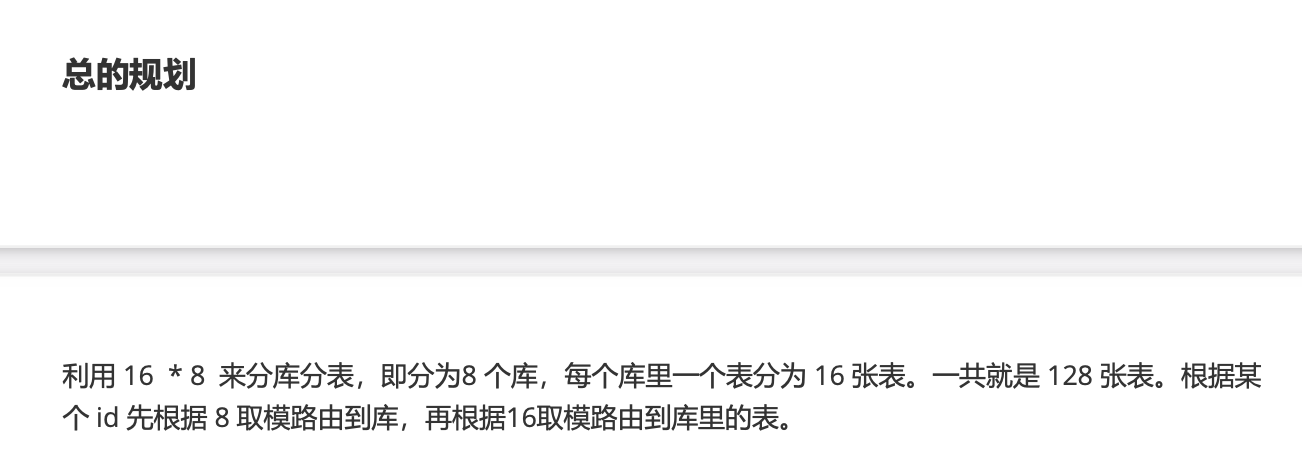 总的规划
利用 16 * 8 来分库分表，即分为8 个库，每个库里一个表分为 16 张表。一共就是 128 张表。根据某
个 id 先根据 8 取模路由到库，再根据16取模路由到库里的表。